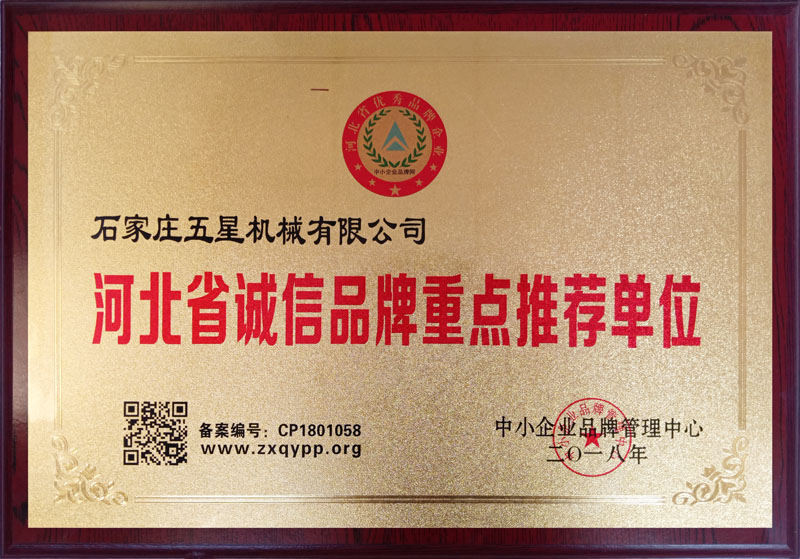 河北省优秀品牌企业
中小企业品牌网
石家庄五星机械有限公司
河北省诚信品牌重点推荐单位
备案编号：CP1801058
www.zxqypp.org
中小企业品牌管理中心
二〇一八年